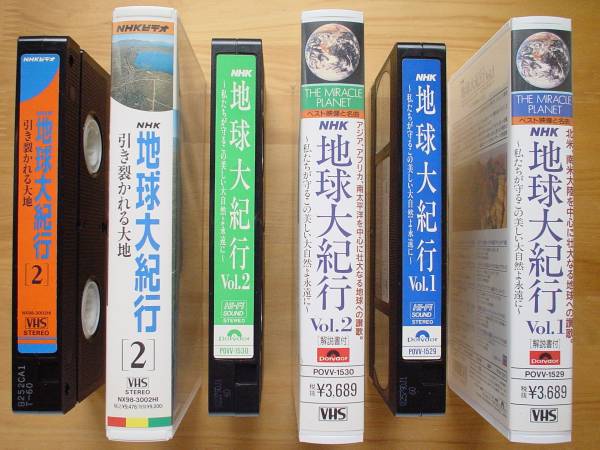 NHKビデオ
NHK
地球大紀行
引き裂かれる大地
[2]
NX98-3002HI
VHS
STEREO
8252CA1
T-60
NHKビデオ
NHK
地球大紀行
引き裂かれる大地
[2]
VHS
STEREO
NX98-3002HI
NHK
地球大紀行
〜私たちが守るこの美しい大自然よ永遠に〜
Vol.2
Hi-Fi
SOUND
STEREO
Polydor
POVV-1530
THE MIRACLE
PLANET
ベスト映像と名曲
アジア、アフリカ、南太平洋を中心に壮大なる地球への讃歌。
NHK
地球大紀行
〜私たちが守るこの美しい大自然よ永遠に〜
Vol.2
[解説書付]
Polydor
POVV-1530
税抜 ¥3,689
VHS
NHK
地球大紀行
〜私たちが守るこの美しい大自然よ永遠に〜
Vol.1
Hi-Fi
SOUND
STEREO
Polydor
POVV-1529
THE MIRACLE
PLANET
ベスト映像と名曲
北米、南米大陸を中心に壮大なる地球への讃歌。
NHK
地球大紀行
〜私たちが守るこの美しい大自然よ永遠に〜
Vol.1
[解説書付]
Polydor
POVV-1529
税抜 ¥3,689
VHS